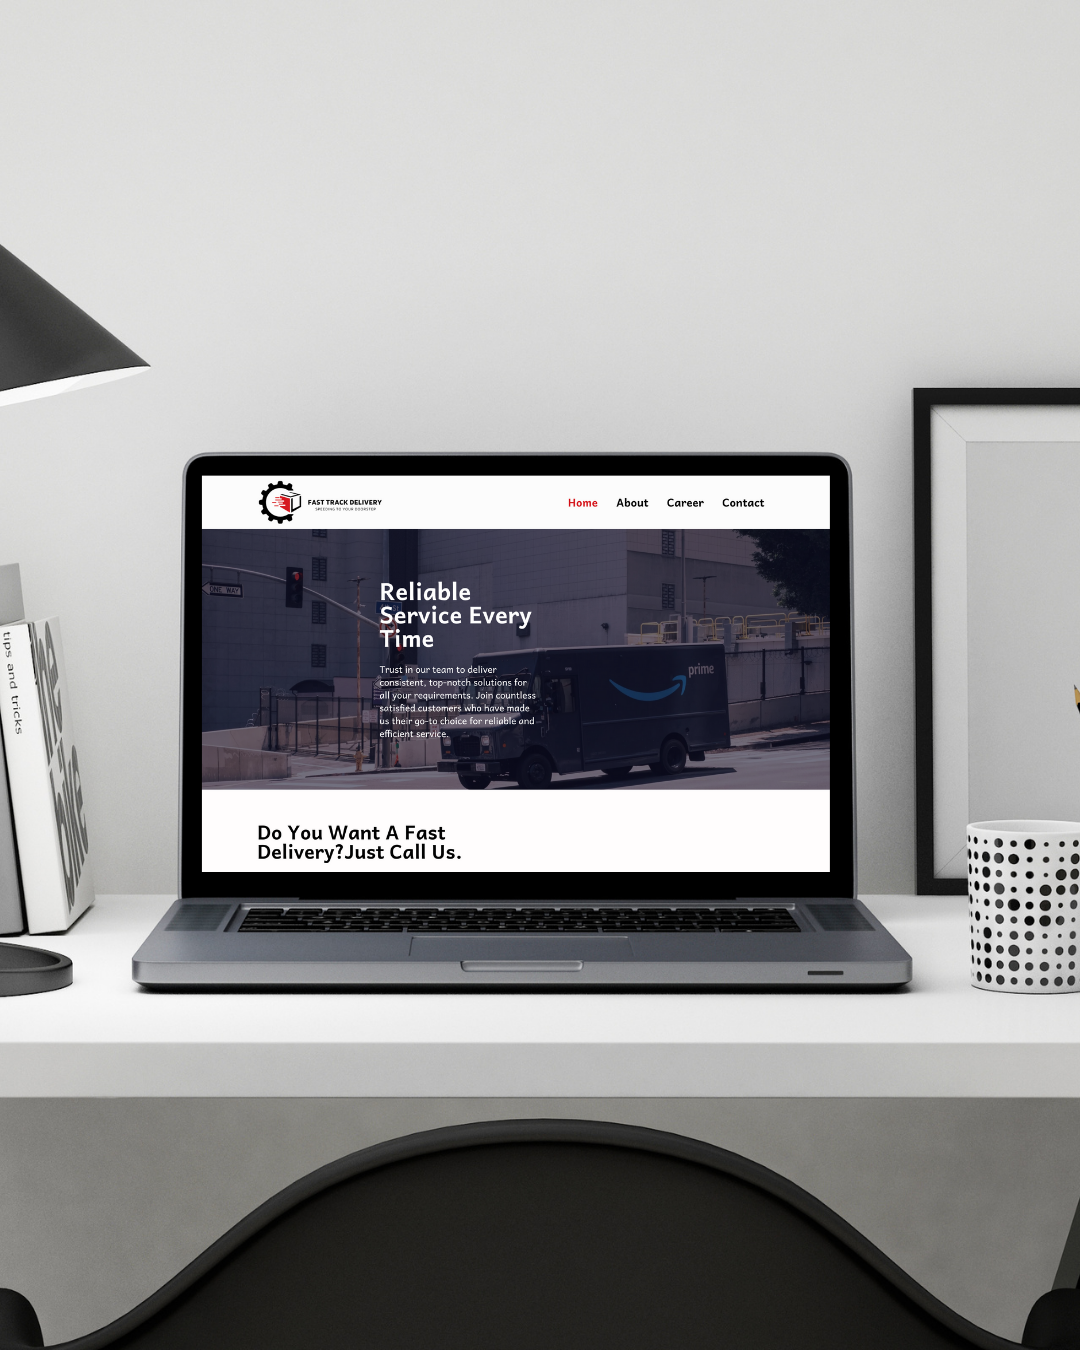 FAST TRACK DELIVERY
SPEEDING TO YOUR DOORSTEP
Home About Career Contact
ONE WAY
Reliable
Service Every
Time
Trust in our team to deliver
consistent, top-notch solutions for
all your requirements. Join countless
satisfied customers who have made
us their go-to choice for reliable and
efficient service.
prime
Do You Want A Fast
Delivery?Just Call Us.
tips and tricks
the
bike